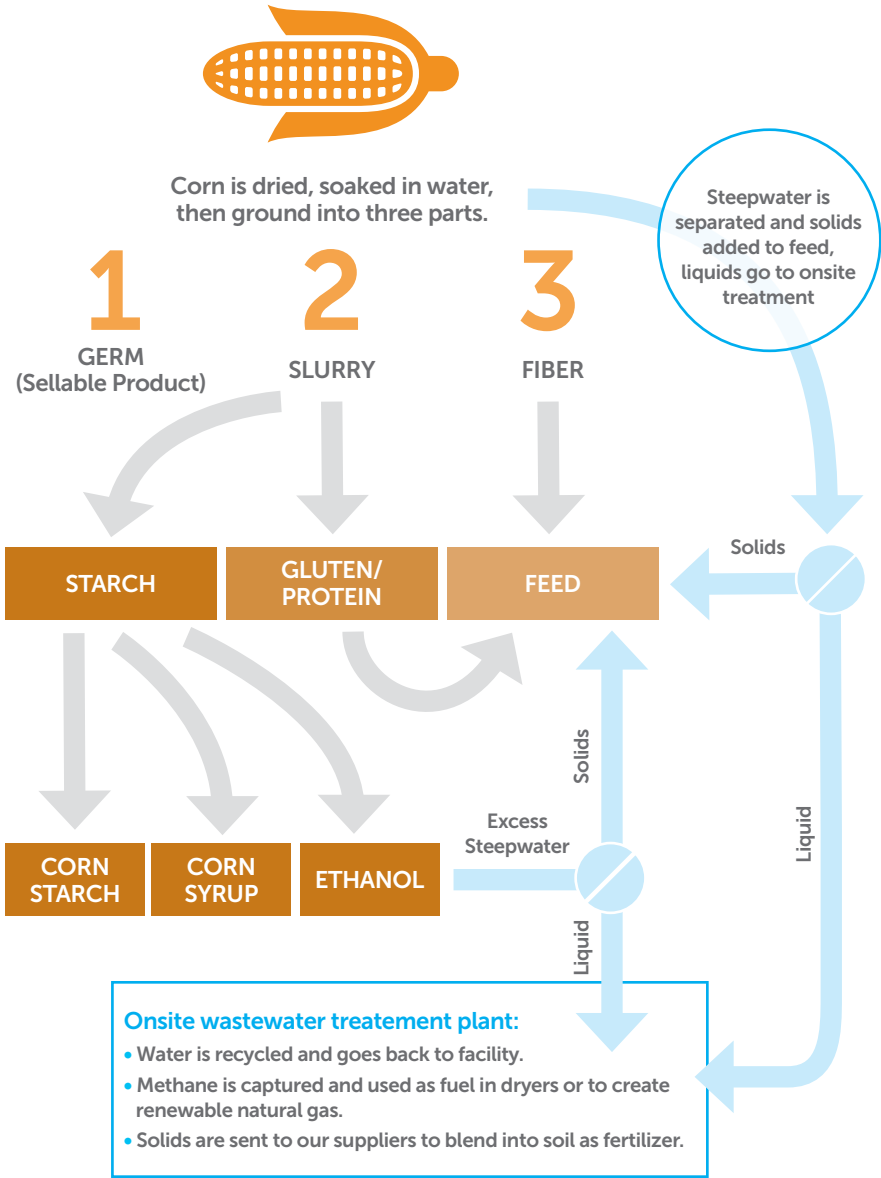 Corn is dried, soaked in water,
then ground into three parts.
Steepwater is
separated and solids
added to feed,
liquids go to onsite
treatment
1
GERM
(Sellable Product)
2
SLURRY
3
FIBER
STARCH
GLUTEN/
PROTEIN
FEED
Solids
Solids
Liquid
CORN
STARCH
CORN
SYRUP
ETHANOL
Excess
Steepwater
Liquid
Onsite wastewater treatement plant:
• Water is recycled and goes back to facility.
• Methane is captured and used as fuel in dryers or to create
renewable natural gas.
• Solids are sent to our suppliers to blend into soil as fertilizer.